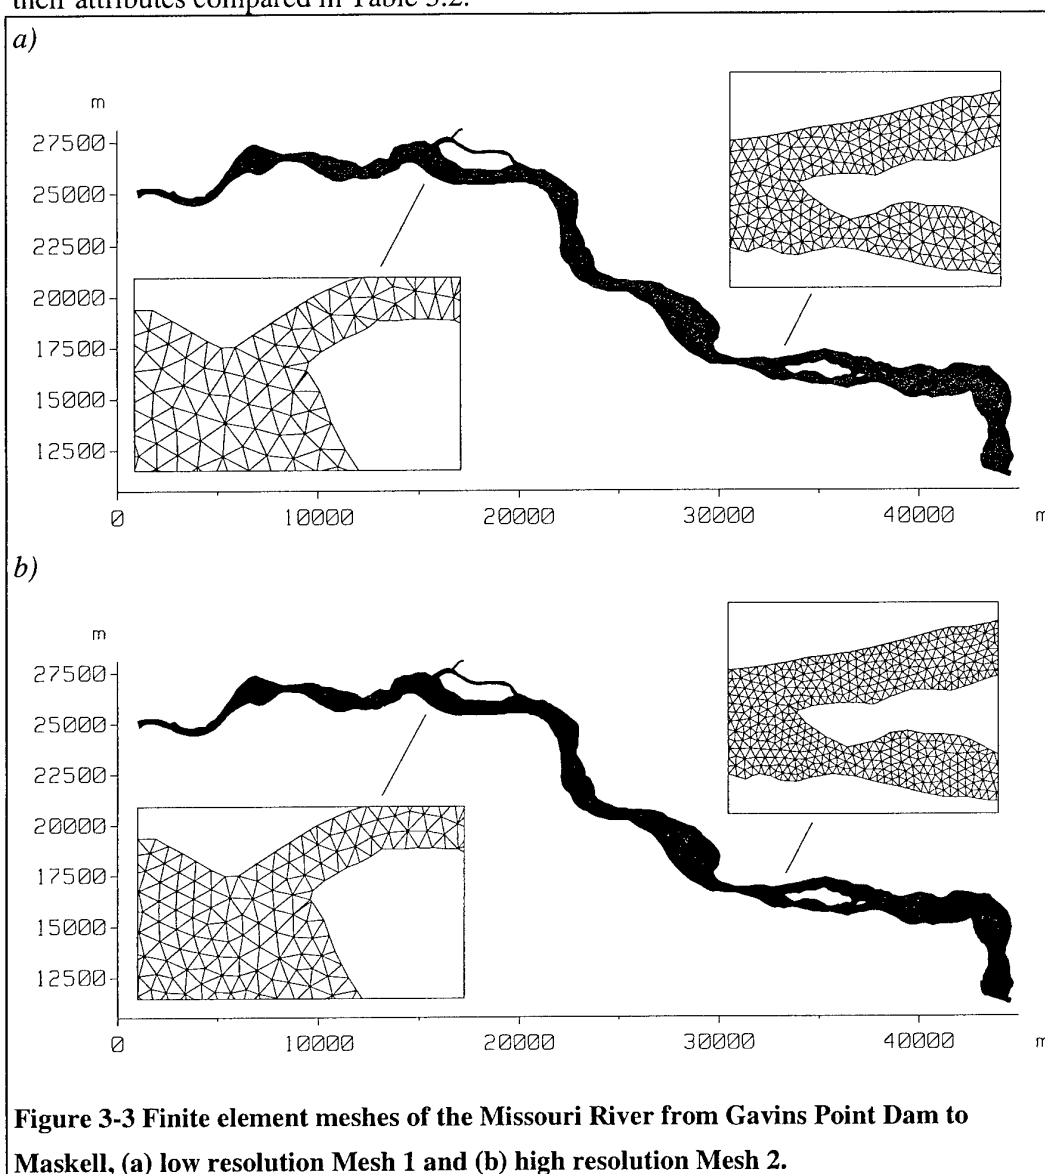 their attributes compared in Table 3.2.
a)
m
27500
25000
22500
20000
17500
15000
12500
0 10000 20000 30000 40000 m
b)
m
27500
25000
22500
20000
17500
15000
12500
0 10000 20000 30000 40000 m
Figure 3-3 Finite element meshes of the Missouri River from Gavins Point Dam to
Maskell, (a) low resolution Mesh 1 and (b) high resolution Mesh 2.